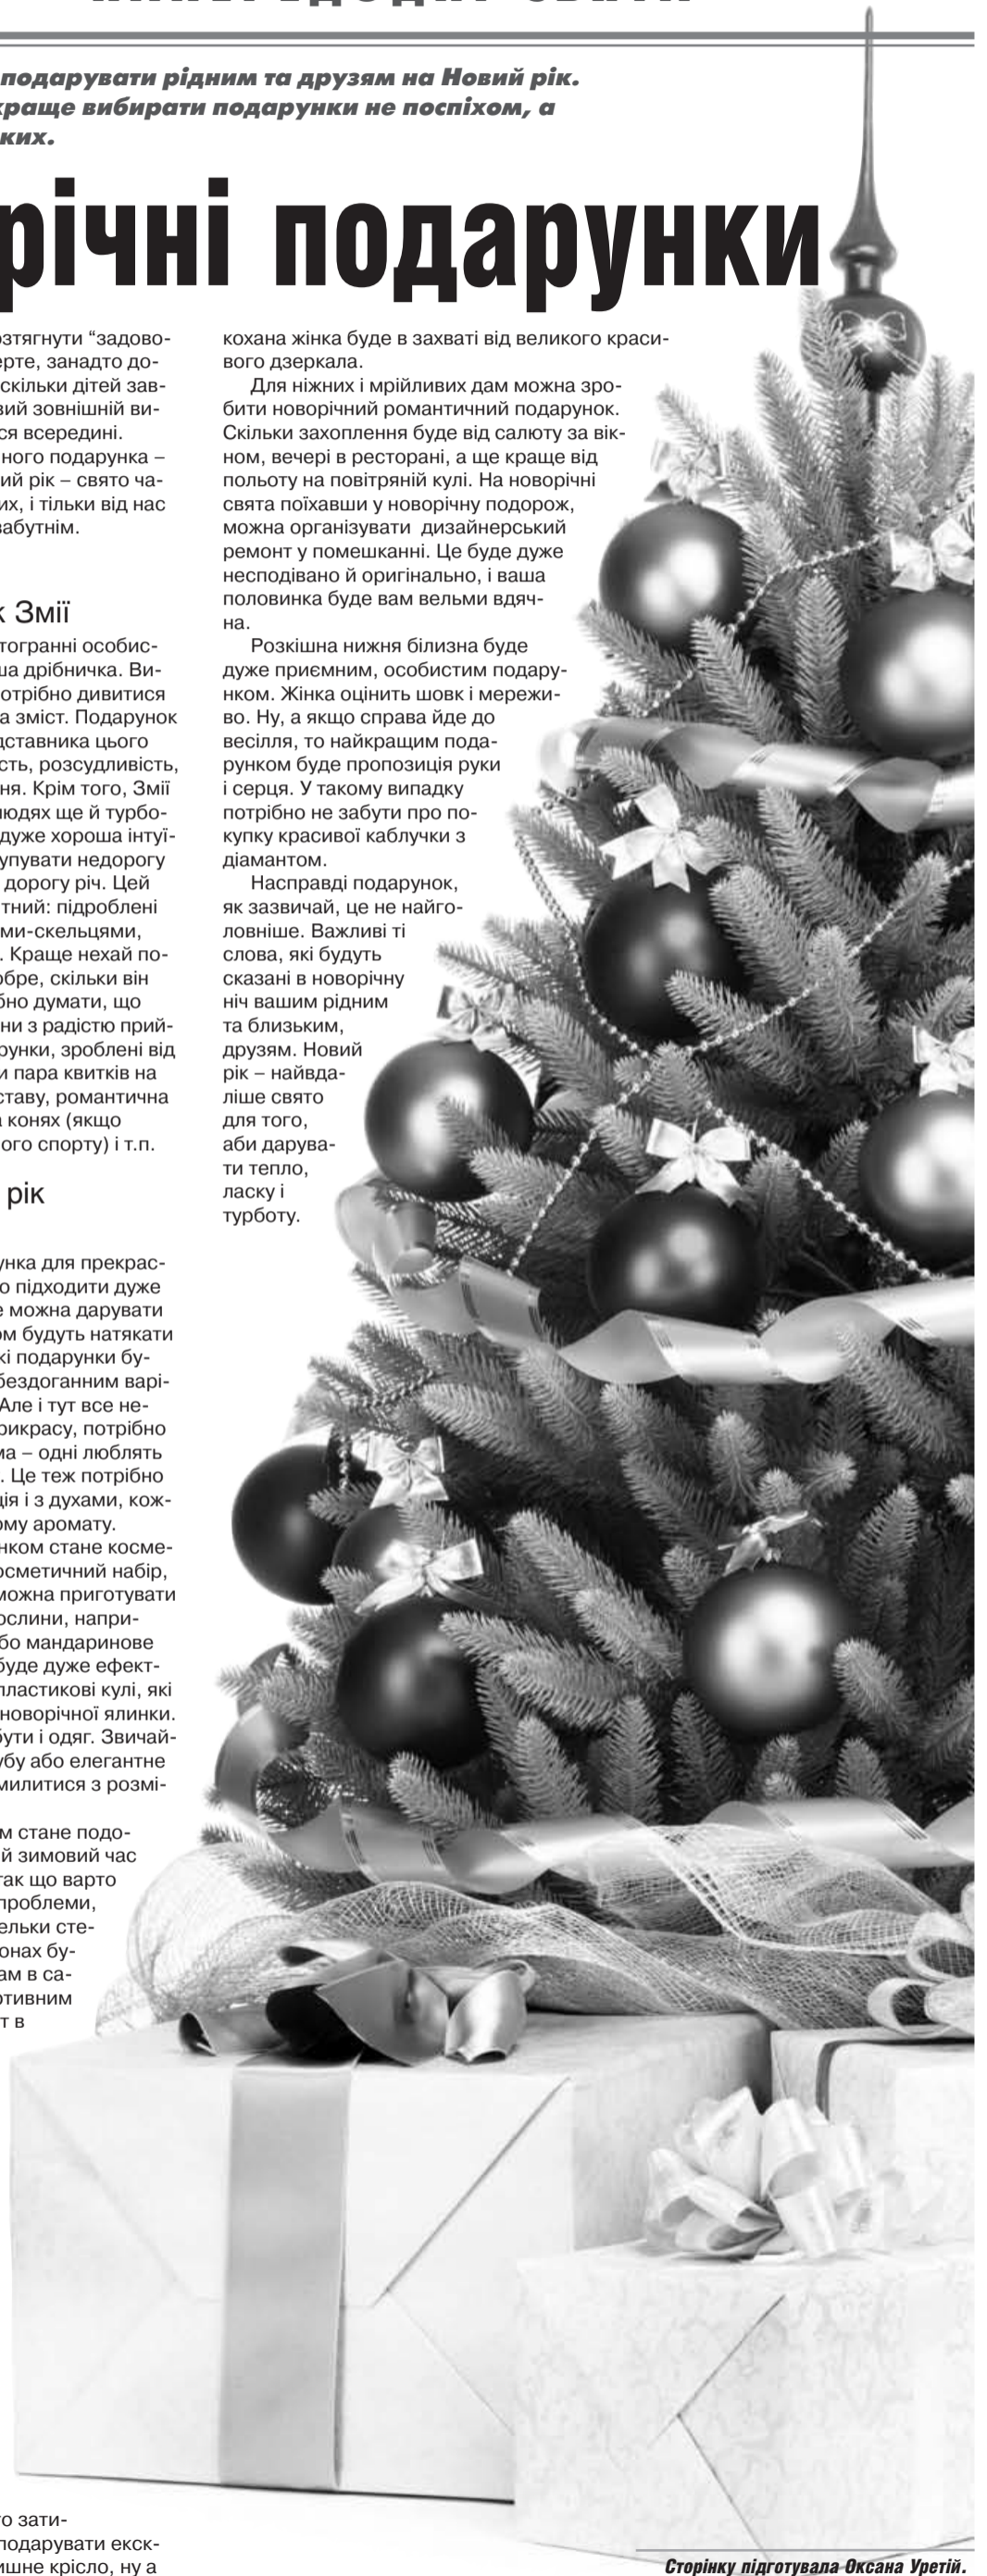 подарувати рідним та друзям на Новий рік.
краще вибирати подарунки не поспіхом, а
ких.
річні подарунки
озтягнути “задово-
ерте, занадто до-
скільки дітей зав-
вий зовнішній ви-
ся всередині.
ного подарунка –
ий рік – свято ча-
их, і тільки від нас
забутнім.
к Змії
тогранні особис-
ша дрібничка. Ви-
отрібно дивитися
а зміст. Подарунок
дставника цього
сть, розсудливість,
ня. Крім того, Змії
людях ще й турбо-
дуже хороша інтуї-
упувати недорогу
дорогу річ. Цей
тний: підроблені
ми-скельцями,
. Краще нехай по-
обре, скільки він
бно думати, що
ни з радістю прий-
рунки, зроблені від
и пара квитків на
ставу, романтична
а конях (якщо
ого спорту) і т.п.
рік
унка для прекрас-
о підходити дуже
е можна дарувати
ом будуть натякати
кі подарунки бу-
бездоганним варі-
Але і тут все не-
рикрасу, потрібно
ма – одні люблять
. Це теж потрібно
ція і з духами, кож-
ому аромату.
нком стане косме-
осметичний набір,
можна приготувати
ослини, напри-
бо мандаринове
буде дуже ефект-
пластикові кулі, які
новорічної ялинки.
бути і одяг. Звичай-
убу або елегантне
милитися з розмі-
м стане подо-
й зимовий час
так що варто
проблеми,
ельки сте-
онах бу-
ам в са-
ртивним
т в
о зати-
подарувати екск-
ишне крісло, ну а
кохана жінка буде в захваті від великого краси-
вого дзеркала.
Для ніжних і мрійливих дам можна зро-
бити новорічний романтичний подарунок.
Скільки захоплення буде від салюту за вік-
ном, вечері в ресторані, а ще краще від
польоту на повітряній кулі. На новорічні
свята поїхавши у новорічну подорож,
можна організувати дизайнерський
ремонт у помешканні. Це буде дуже
несподівано й оригінально, і ваша
половинка буде вам вельми вдяч-
на.
Розкішна нижня білизна буде
дуже приємним, особистим подару-
нком. Жінка оцінить шовк і мережи-
во. Ну, а якщо справа йде до
весілля, то найкращим пода-
рунком буде пропозиція руки
і серця. У такому випадку
потрібно не забути про по-
купку красивої каблучки з
діамантом.
Насправді подарунок,
як зазвичай, це не найго-
ловніше. Важливі ті
слова, які будуть
сказані в новорічну
ніч вашим рідним
та близьким,
друзям. Новий
рік – найвда-
ліше свято
для того,
аби дарува-
ти тепло,
ласку і
турботу.
Сторінку підготувала Оксана Уретій.